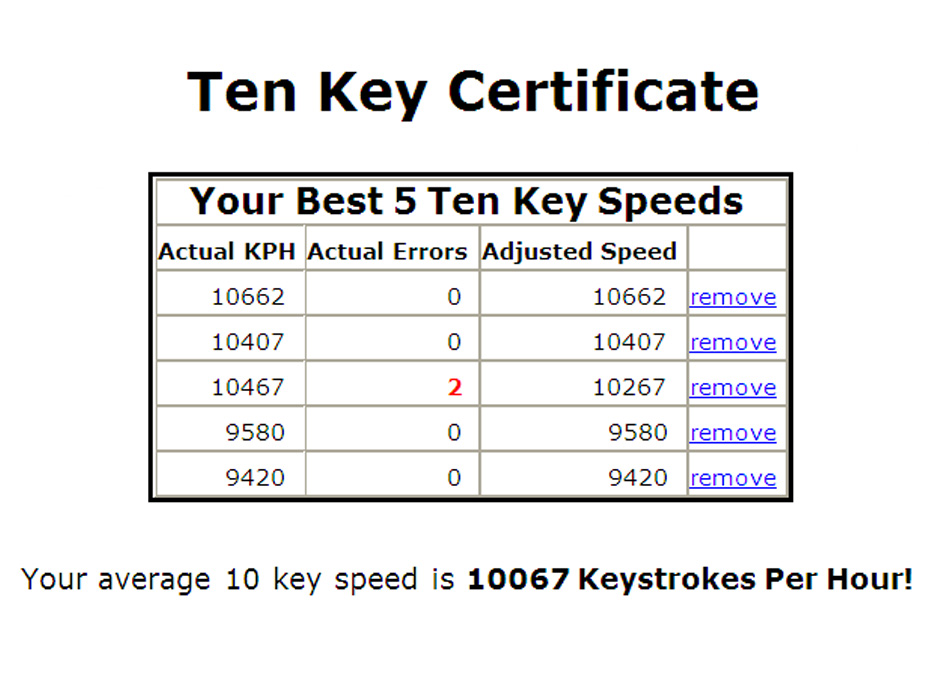 Ten Key Certificate
Your Best 5 Ten Key Speeds
Actual KPH Actual Errors Adjusted Speed
10662 0 10662 remove
10407 0 10407 remove
10467 2 10267 remove
9580 0 9580 remove
9420 0 9420 remove
Your average 10 key speed is 10067 Keystrokes Per Hour!